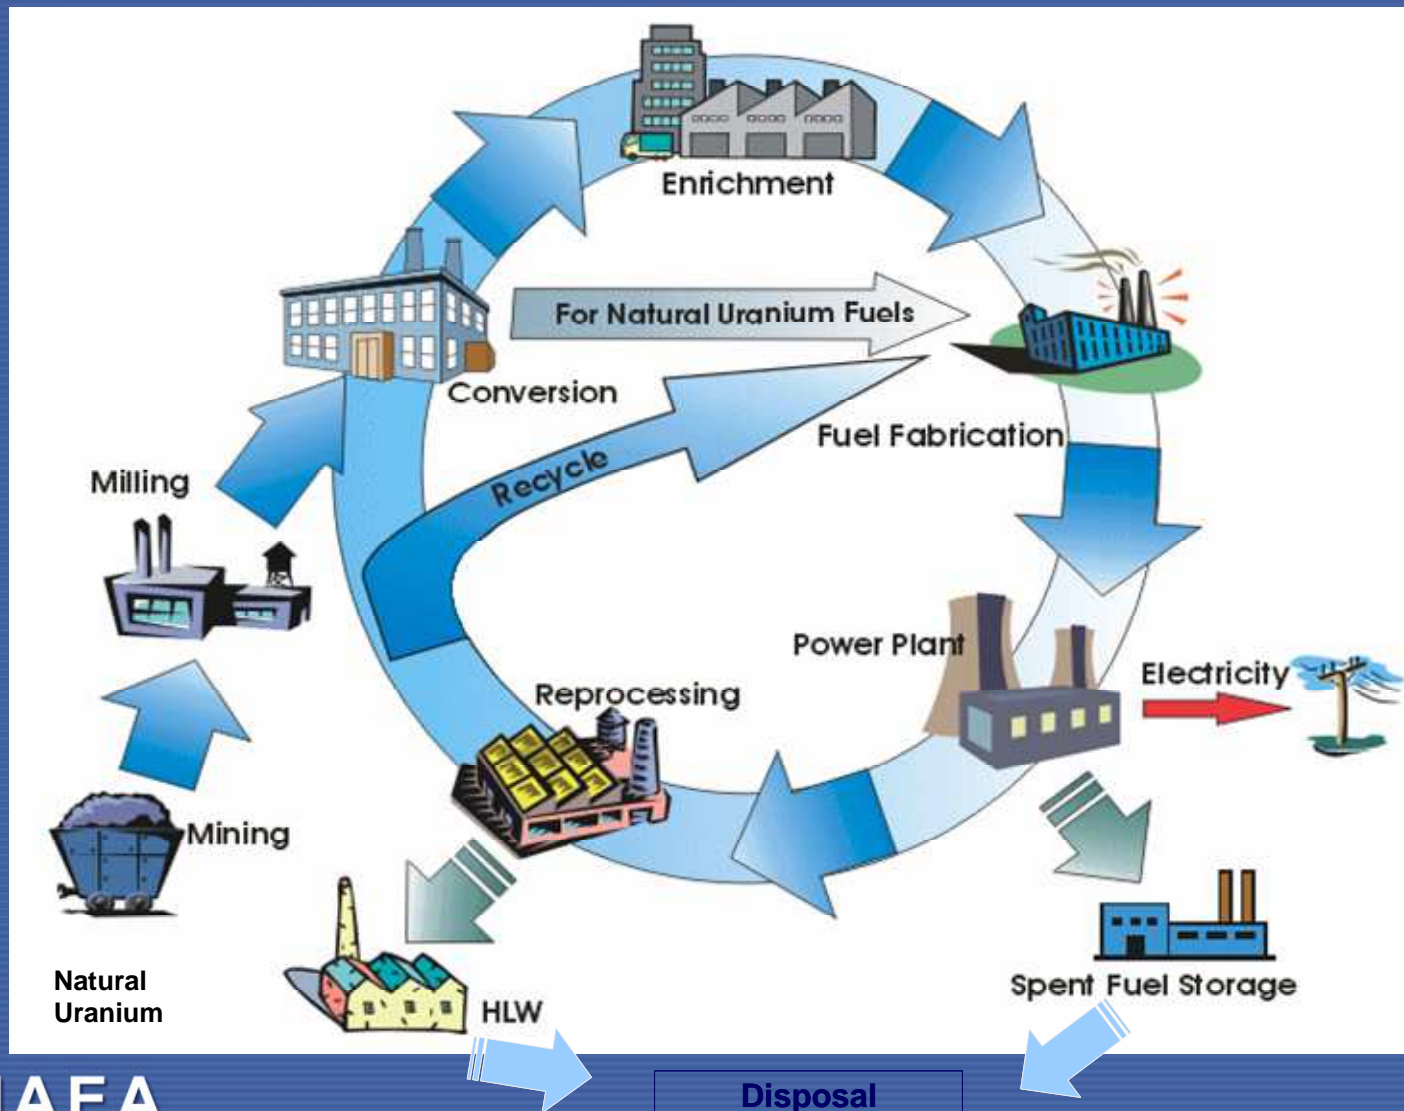 Enrichment
For Natural Uranium Fuels
Conversion
Fuel Fabrication
Recycle
Milling
Power Plant
Electricity
Reprocessing
Mining
Natural
Uranium
HLW
Spent Fuel Storage
Disposal
IAEA